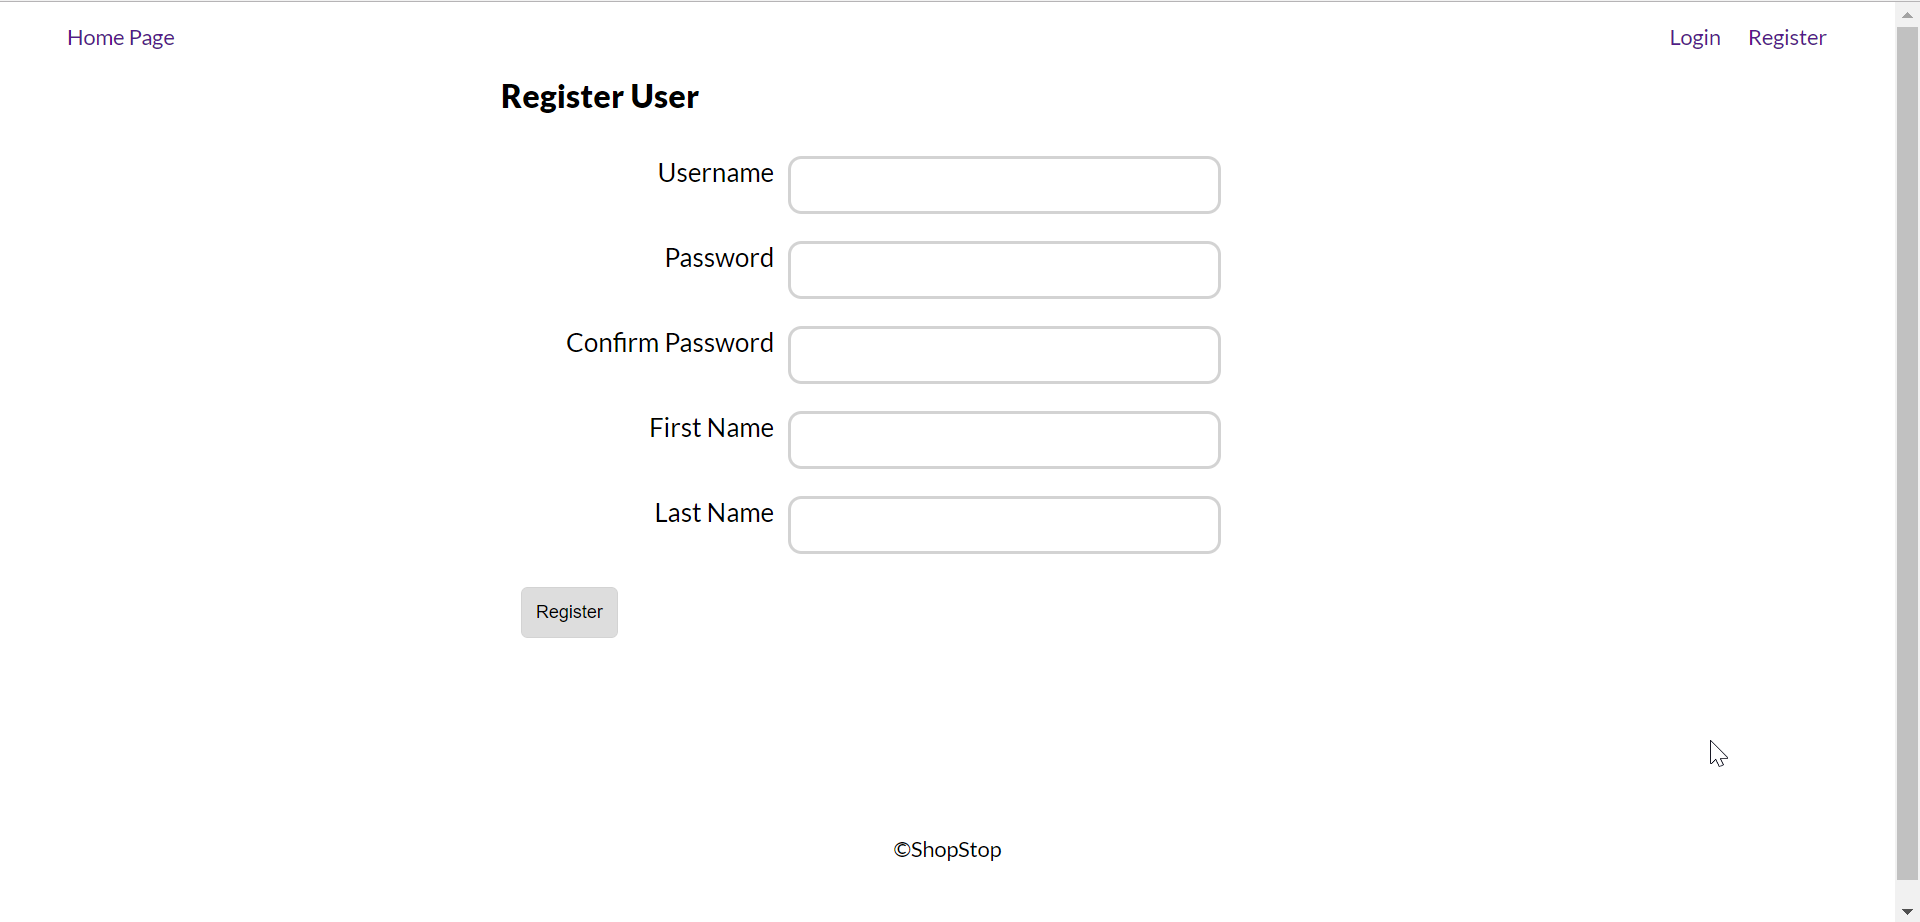 Home Page Login Register
Register User
Username
Password
Confirm Password
First Name
Last Name
Register
©ShopStop